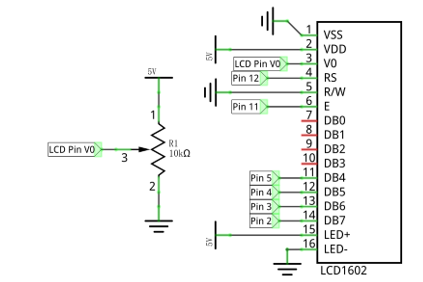 5V
1
R1
10kΩ
LCD Pin V0
3
2
1 VSS
5V
2 VDD
LCD Pin V0 3 V0
Pin 12 4 RS
5 R/W
Pin 11 6 E
7 DB0
8 DB1
9 DB2
10 DB3
Pin 5 11 DB4
Pin 4 12 DB5
Pin 3 13 DB6
Pin 2 14 DB7
5V
15 LED+
16 LED-
LCD1602